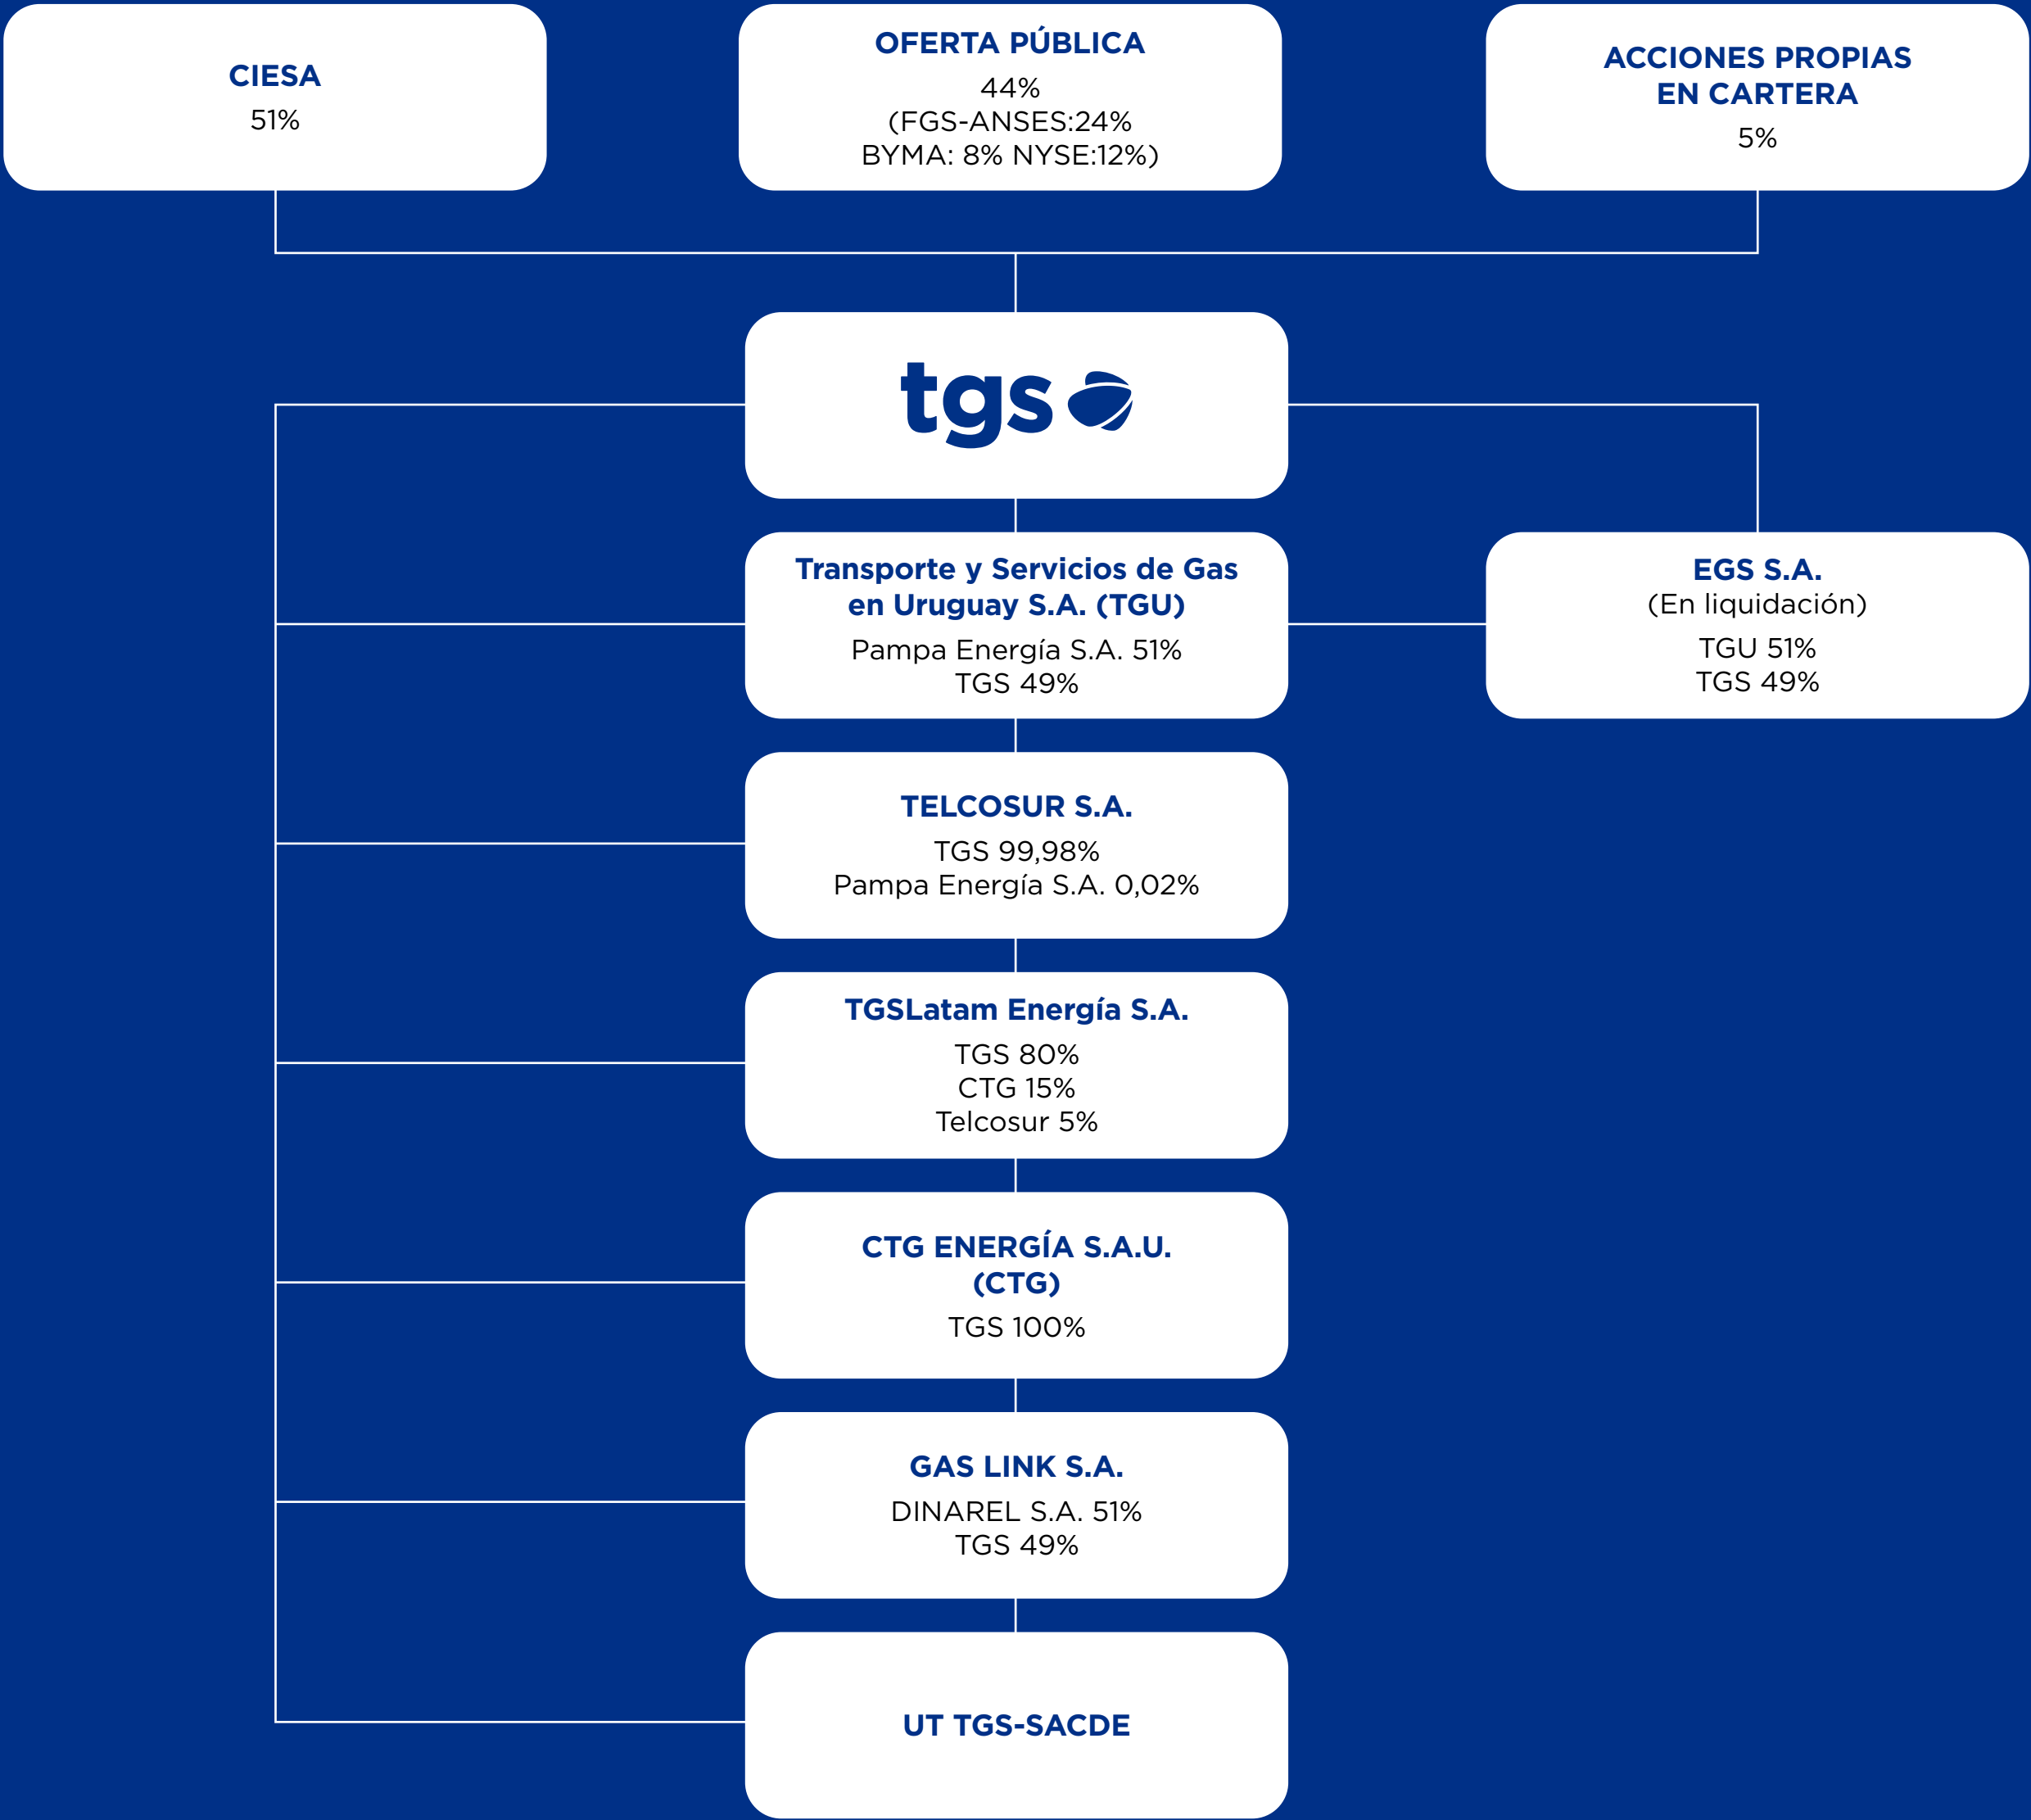 CIESA
51%
OFERTA PÚBLICA
44%
(FGS-ANSES:24%
BYMA: 8% NYSE:12%)
ACCIONES PROPIAS
EN CARTERA
5%
tgs
Transporte y Servicios de Gas
en Uruguay S.A. (TGU)
Pampa Energía S.A. 51%
TGS 49%
EGS S.A.
(En liquidación)
TGU 51%
TGS 49%
TELCOSUR S.A.
TGS 99,98%
Pampa Energía S.A. 0,02%
TGSLatam Energía S.A.
TGS 80%
CTG 15%
Telcosur 5%
CTG ENERGÍA S.A.U.
(CTG)
TGS 100%
GAS LINK S.A.
DINAREL S.A. 51%
TGS 49%
UT TGS-SACDE